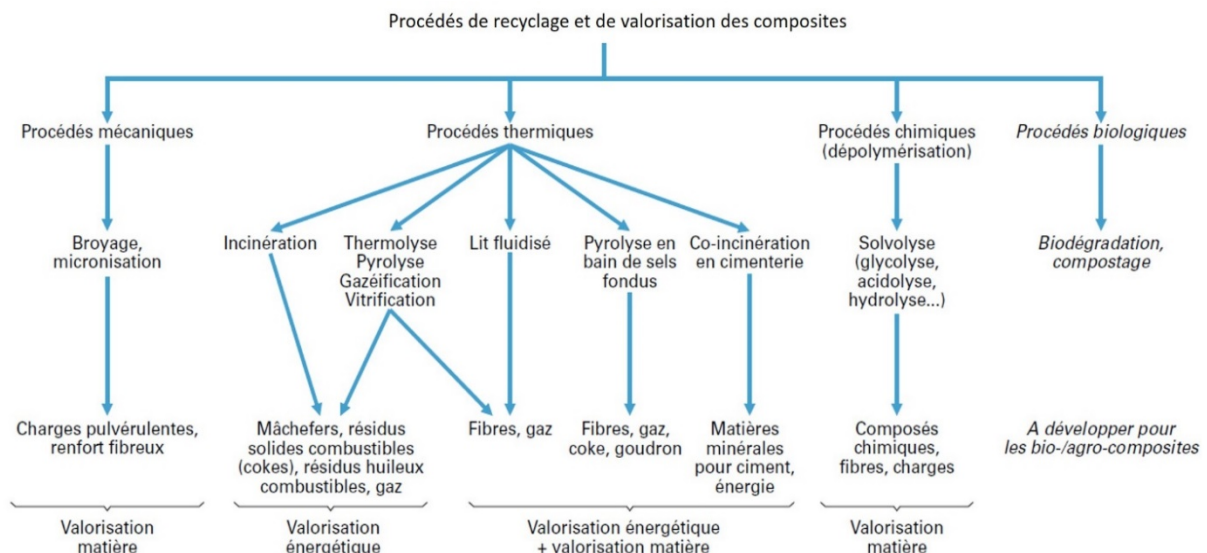 Procédés de recyclage et de valorisation des composites
Procédés mécaniques
Procédés thermiques
Procédés chimiques
(dépolymérisation)
Procédés biologiques
Broyage,
micronisation
Incinération
Thermolyse
Pyrolyse
Gazéification
Vitrification
Lit fluidisé
Pyrolyse en
bain de sels
fondus
Co-incinération
en cimenterie
Solvolyse
(glycolyse,
acidolyse,
hydrolyse...)
Biodégradation,
compostage
Charges pulvérulentes,
renfort fibreux
Mâchefers, résidus
solides combustibles
(cokes), résidus huileux
combustibles, gaz
Fibres, gaz
Fibres, gaz,
coke, goudron
Matières
minérales
pour ciment,
énergie
Composés
chimiques,
fibres, charges
A développer pour
les bio-/agro-composites
Valorisation
matière
Valorisation
énergétique
Valorisation énergétique
+ valorisation matière
Valorisation
matière